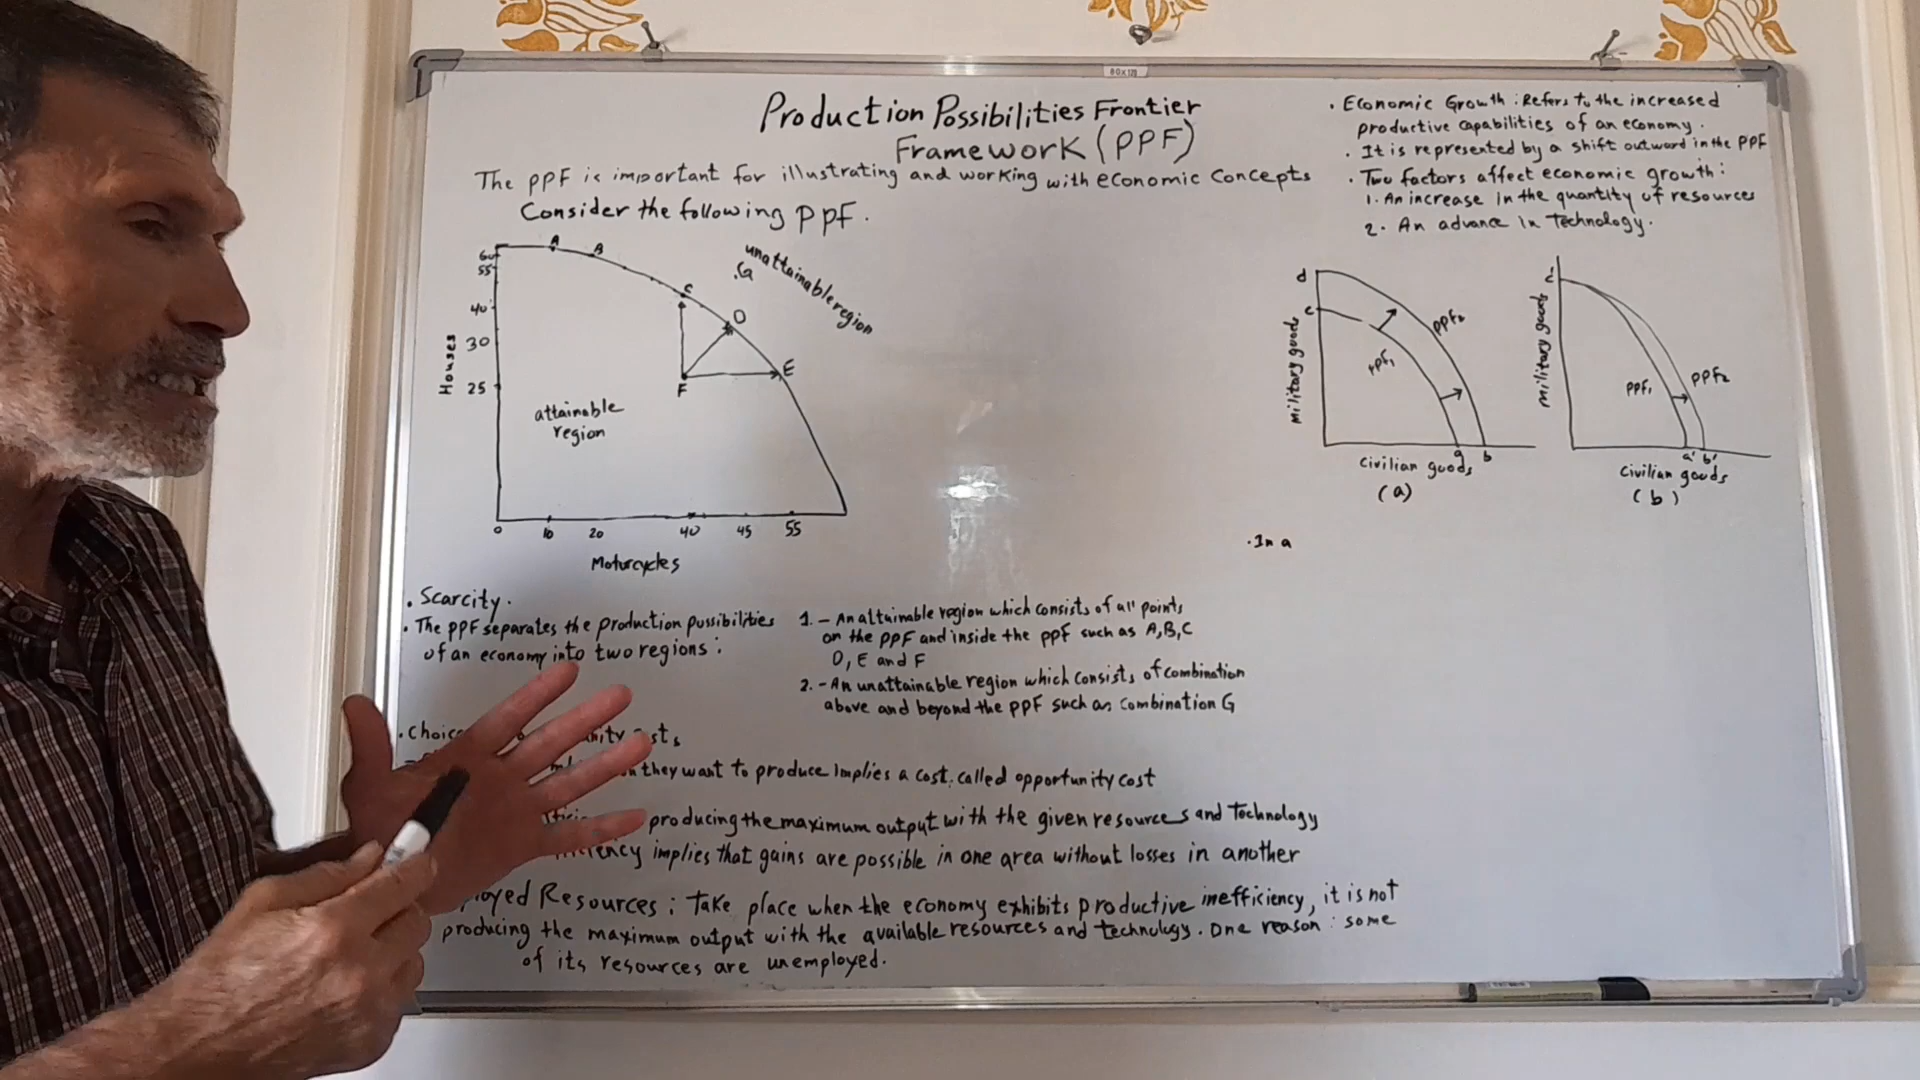 60x120
Production Possibilities Frontier
Framework (PPF)
The PPF is important for illustrating and working with economic concepts
Consider the following PPF.
60
55
40
30
25
Houses
A
B
C
D
E
F
.G
unattainable region
attainable
region
0
10
20
40
45
55
Motorcycles
. Scarcity.
. The PPF separates the production possibilities
of an economy into two regions :
1. - An attainable region which consists of all points
on the PPF and inside the PPF such as A, B, C
D, E and F
2. - An unattainable region which consists of combination
above and beyond the PPF such as combination G
. Choice
they want to produce implies a cost. called opportunity cost
producing the maximum output with the given resources and Technology
implies that gains are possible in one area without losses in another
Resources : Take place when the economy exhibits productive inefficiency, it is not
producing the maximum output with the available resources and technology. One reason : some
of its resources are unemployed.
. Economic Growth : Refers to the increased
productive capabilities of an economy.
. It is represented by a shift outward in the PPF
. Two factors affect economic growth :
1. An increase in the quantity of resources
2. An advance in Technology.
Military goods
d
c
PPF1
PPF2
a
b
Civilian goods
(a)
Military goods
PPF1
PPF2
a'
b'
Civilian goods
(b)
. In a